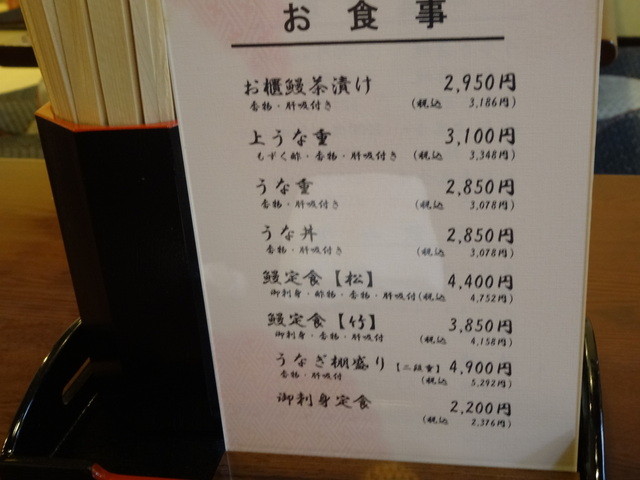 お食事
お櫃鰻茶漬け 2,950円
香物・肝吸付き (税込 3,186円)
上うな重 3,100円
もずく酢・香物・肝吸付き (税込 3,348円)
うな重 2,850円
香物・肝吸付き (税込 3,078円)
うな丼 2,850円
香物・肝吸付き (税込 3,078円)
鰻定食【松】 4,400円
御刺身・酢物・香物・肝吸付(税込 4,752円)
鰻定食【竹】 3,850円
御刺身・香物・肝吸付 (税込 4,158円)
うなぎ棚盛り【二段重】 4,900円
香物・肝吸付 (税込 5,292円)
御刺身定食 2,200円
(税込 2,376円)